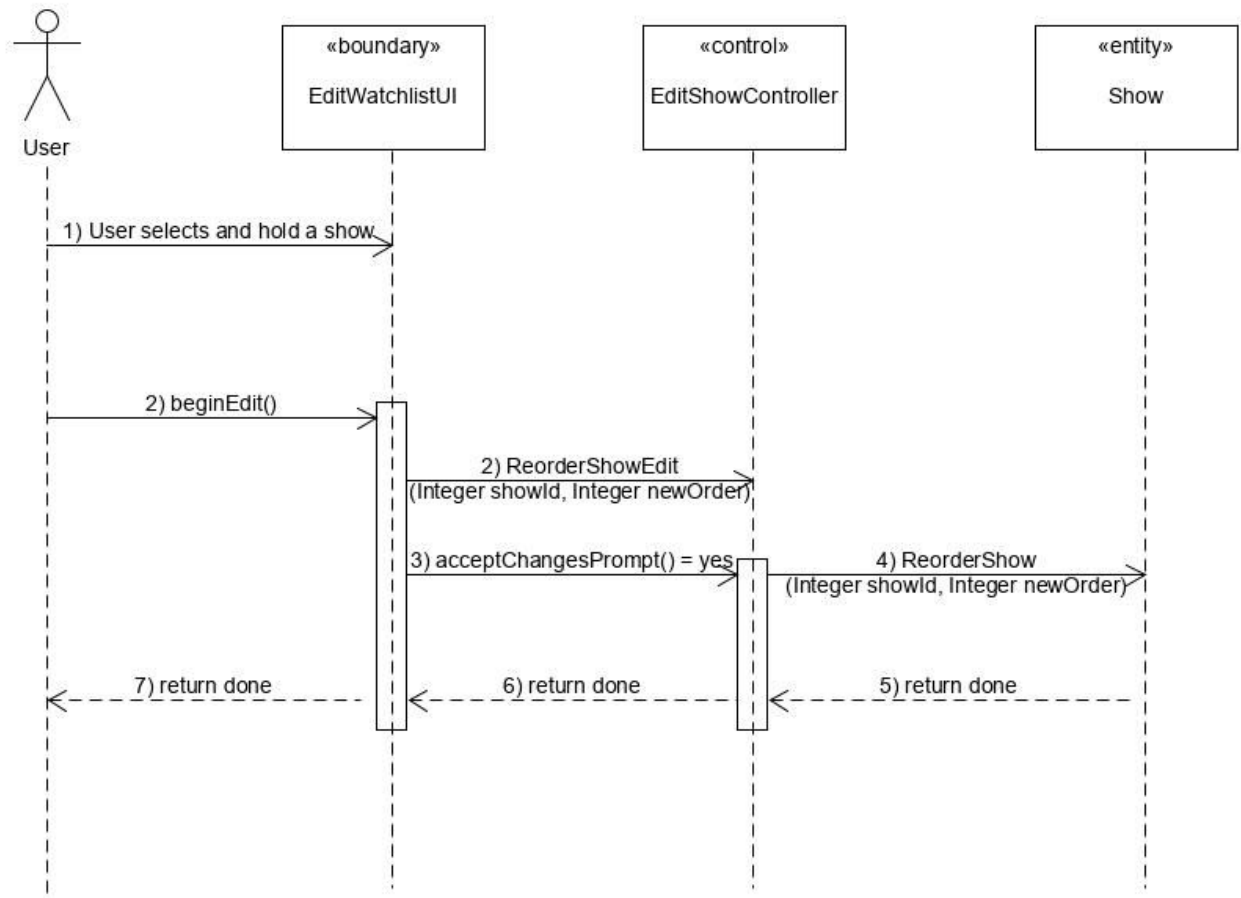 «boundary»
«control»
«entity»
EditWatchlistUI
EditShowController
Show
User
1) User selects and hold a show
2) beginEdit()
2) ReorderShowEdit
(Integer showId, Integer newOrder)
3) acceptChangesPrompt() = yes
4) ReorderShow
(Integer showId, Integer newOrder)
7) return done
6) return done
5) return done